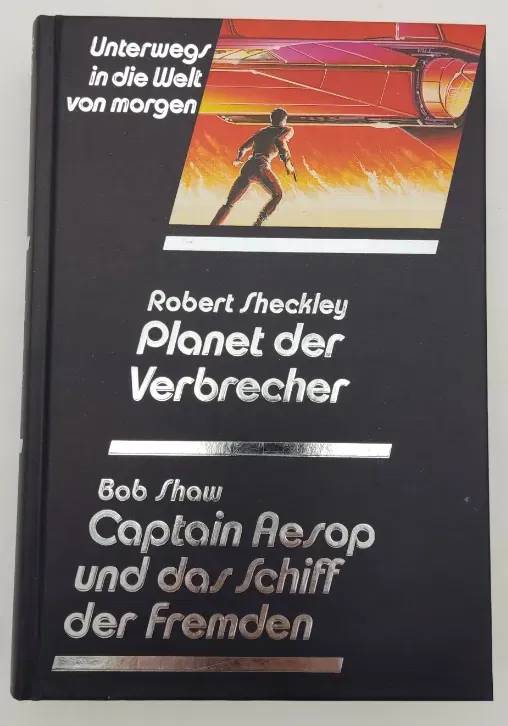 Unterwegs
in die Welt
von morgen
Robert Sheckley
Planet der
Verbrecher
Bob Shaw
Captain Aesop
und das Schiff
der Fremden